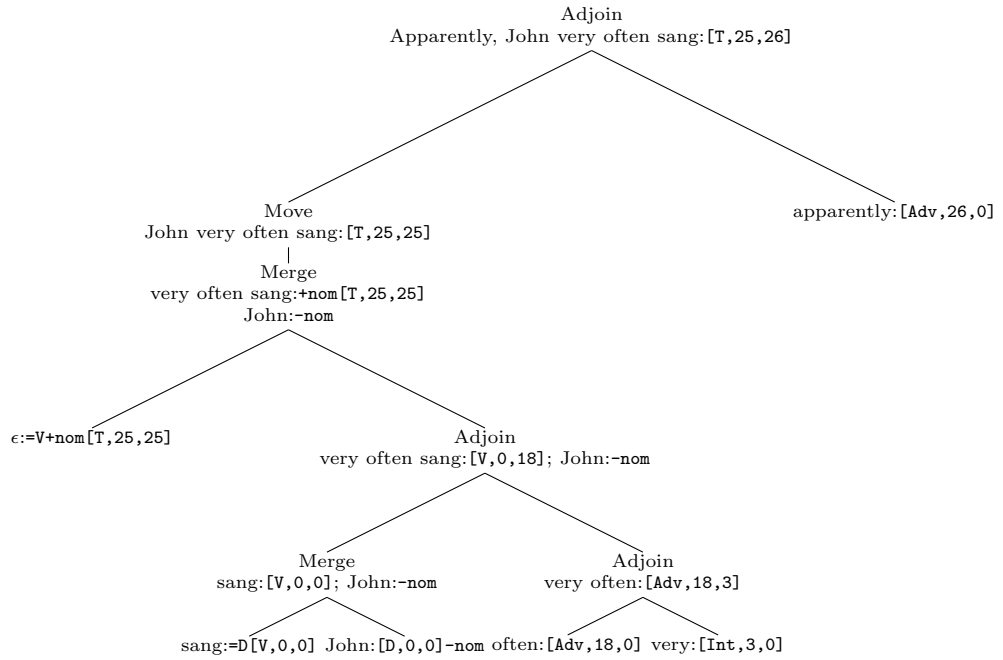 Adjoin
Apparently, John very often sang:[T,25,26]
Move
John very often sang:[T,25,25]
apparently:[Adv,26,0]
Merge
very often sang:+nom[T,25,25]
John:-nom
ϵ:=V+nom[T,25,25]
Adjoin
very often sang:[V,0,18]; John:-nom
Merge
sang:[V,0,0]; John:-nom
Adjoin
very often:[Adv,18,3]
sang:=D[V,0,0]
John:[D,0,0]-nom
often:[Adv,18,0]
very:[Int,3,0]